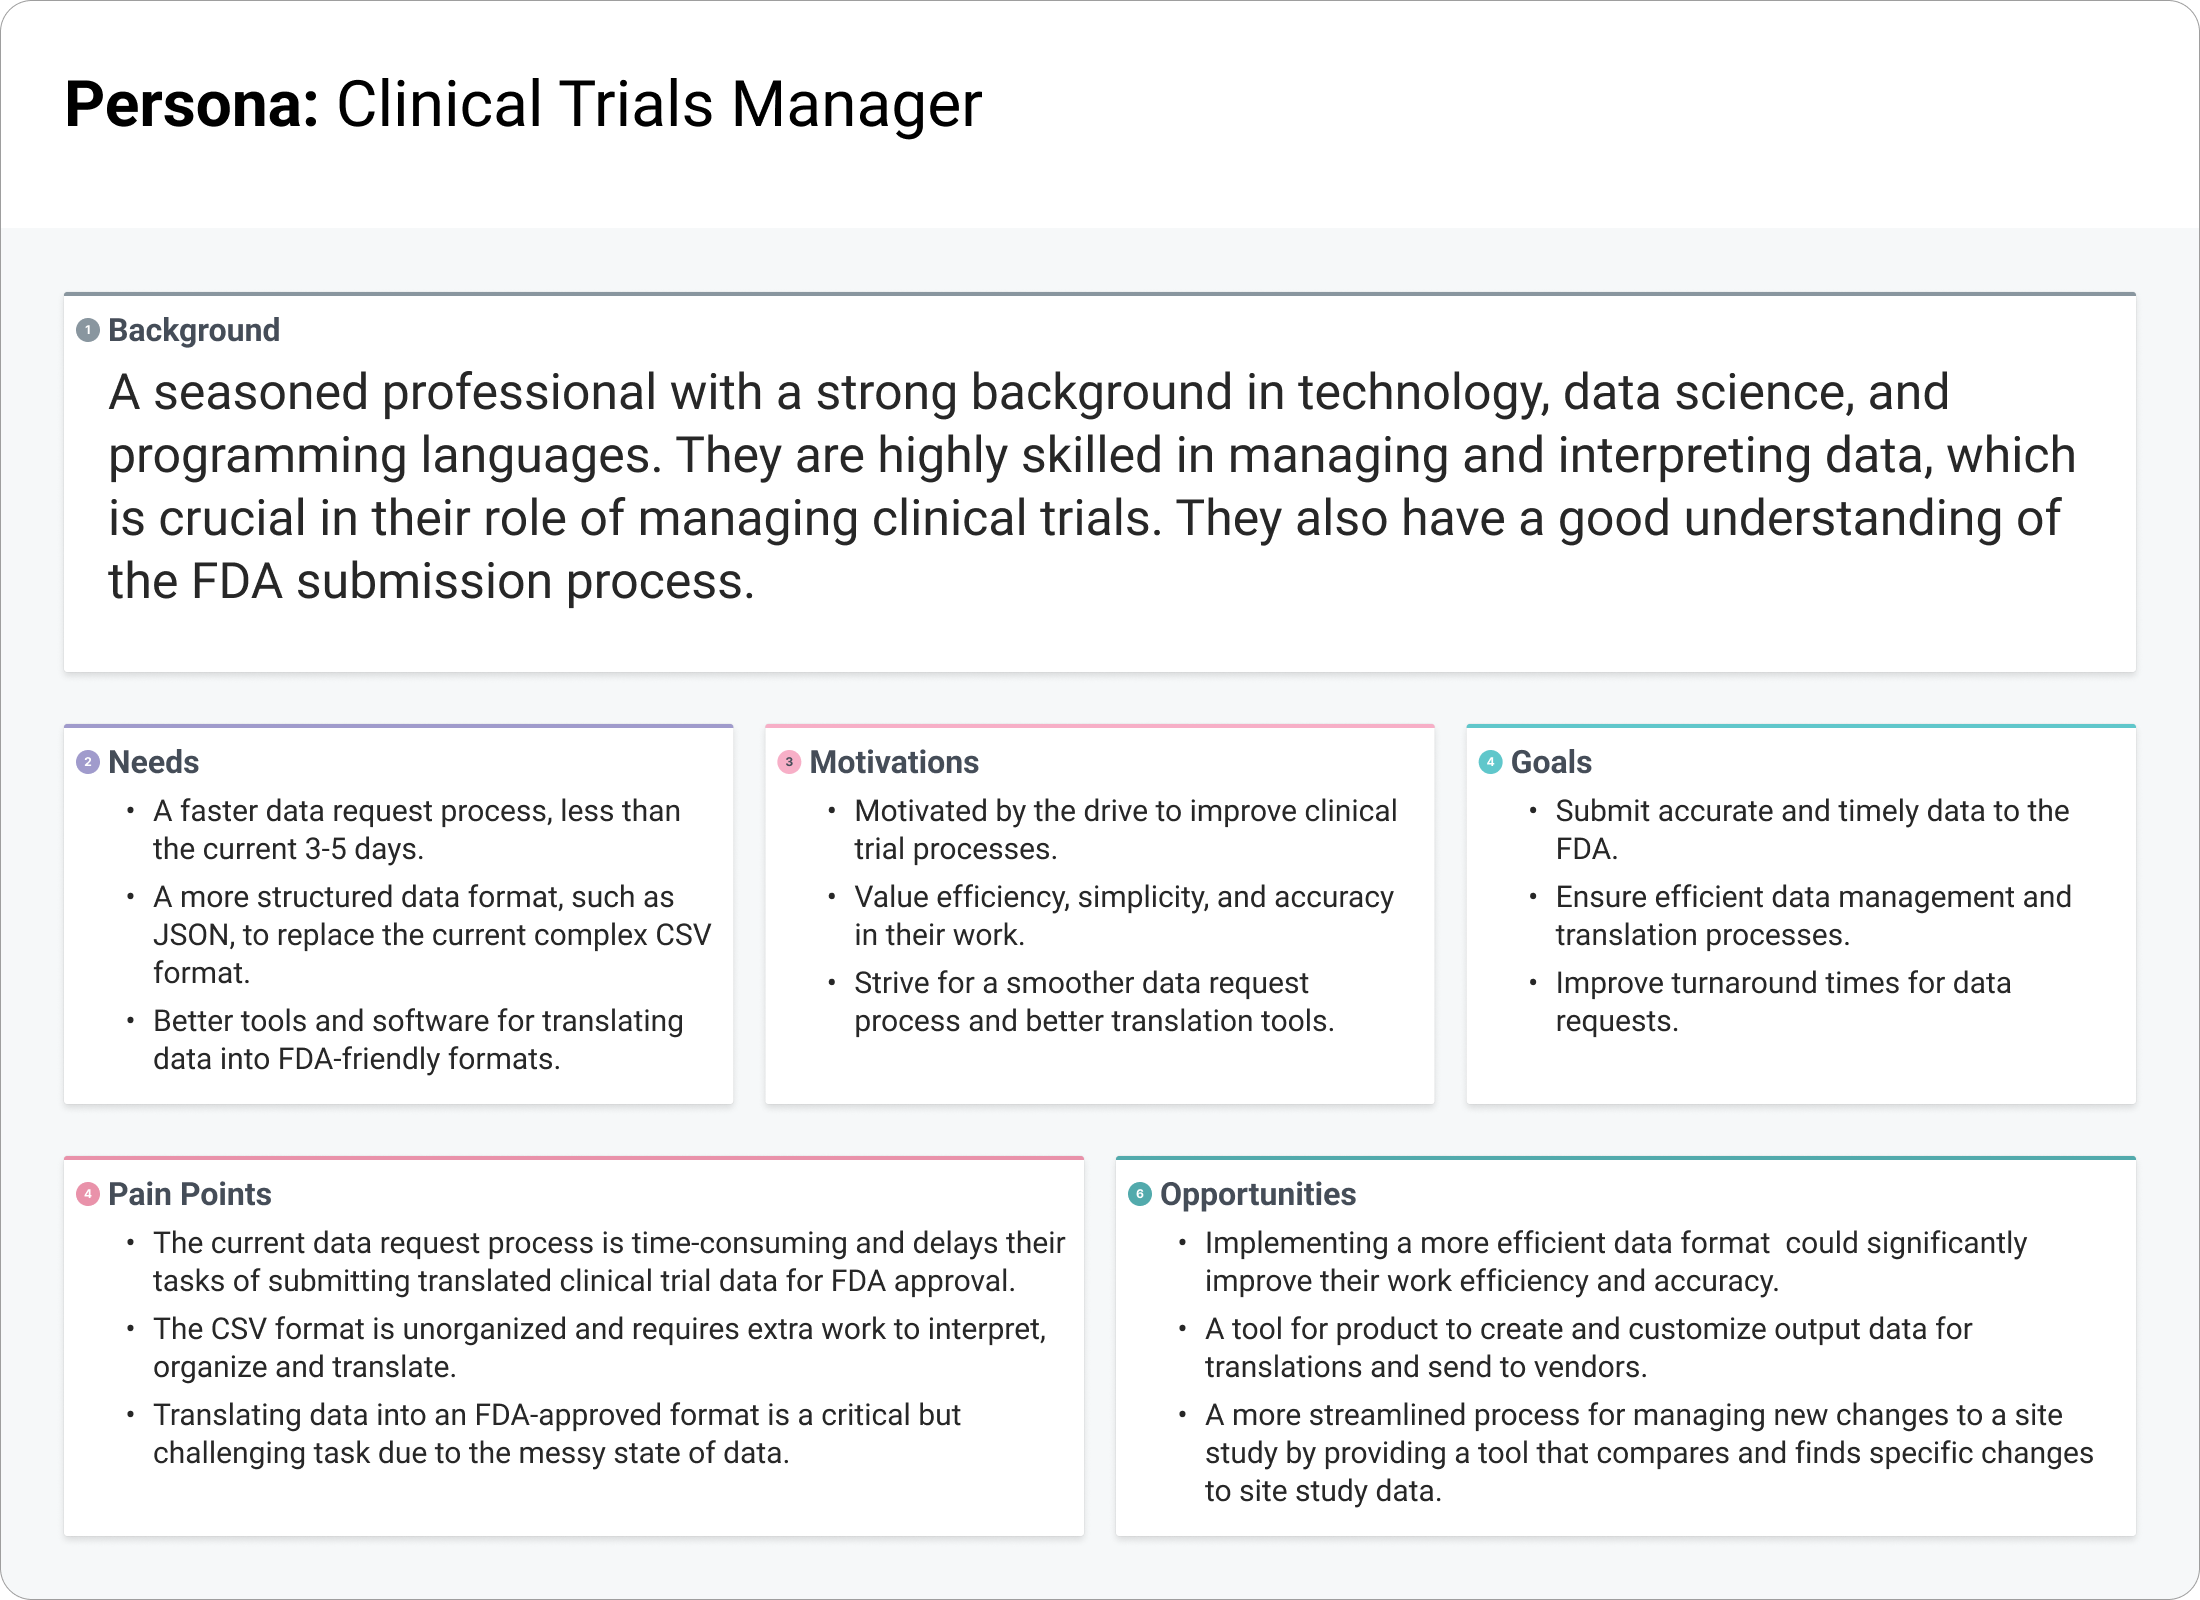 Persona: Clinical Trials Manager
1 Background
A seasoned professional with a strong background in technology, data science, and
programming languages. They are highly skilled in managing and interpreting data, which
is crucial in their role of managing clinical trials. They also have a good understanding of
the FDA submission process.
2 Needs
• A faster data request process, less than
the current 3-5 days.
• A more structured data format, such as
JSON, to replace the current complex CSV
format.
• Better tools and software for translating
data into FDA-friendly formats.
3 Motivations
• Motivated by the drive to improve clinical
trial processes.
• Value efficiency, simplicity, and accuracy
in their work.
• Strive for a smoother data request
process and better translation tools.
4 Goals
• Submit accurate and timely data to the
FDA.
• Ensure efficient data management and
translation processes.
• Improve turnaround times for data
requests.
4 Pain Points
• The current data request process is time-consuming and delays their
tasks of submitting translated clinical trial data for FDA approval.
• The CSV format is unorganized and requires extra work to interpret,
organize and translate.
• Translating data into an FDA-approved format is a critical but
challenging task due to the messy state of data.
6 Opportunities
• Implementing a more efficient data format  could significantly
improve their work efficiency and accuracy.
• A tool for product to create and customize output data for
translations and send to vendors.
• A more streamlined process for managing new changes to a site
study by providing a tool that compares and finds specific changes
to site study data.